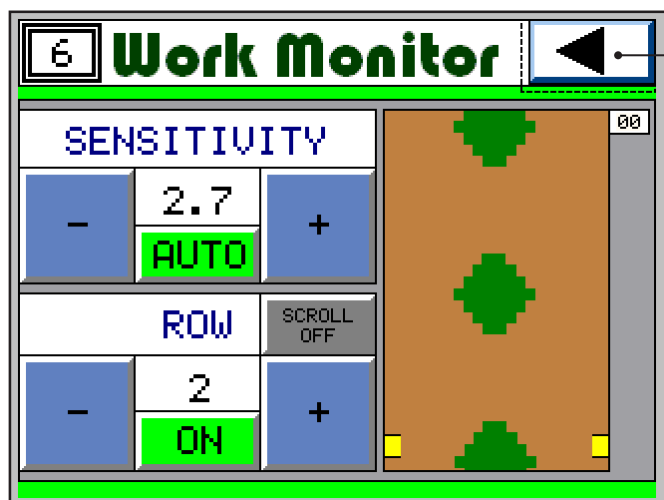 6 Work Monitor
00
SENSITIVITY
2.7
- +
AUTO
ROW
SCROLL
OFF
2
- +
ON